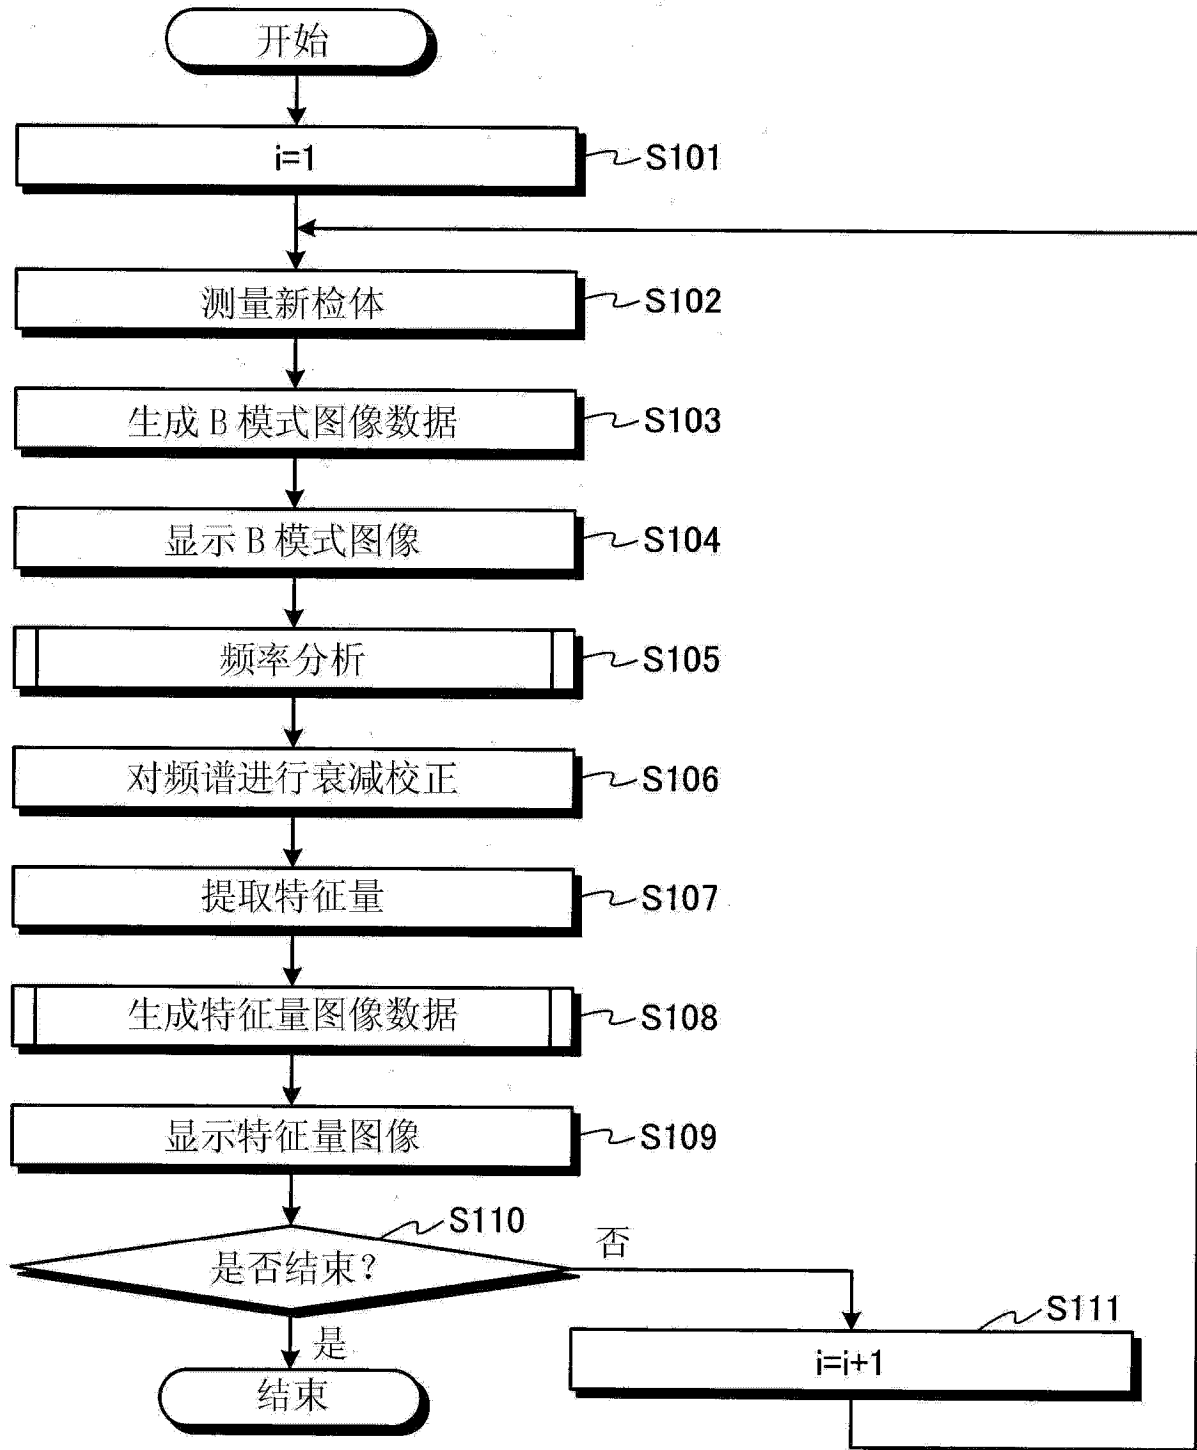 开始
i=1
S101
测量新检体
S102
生成B模式图像数据
S103
显示B模式图像
S104
频率分析
S105
对频谱进行衰减校正
S106
提取特征量
S107
生成特征量图像数据
S108
显示特征量图像
S109
S110
是否结束?
否
是
S111
i=i+1
结束